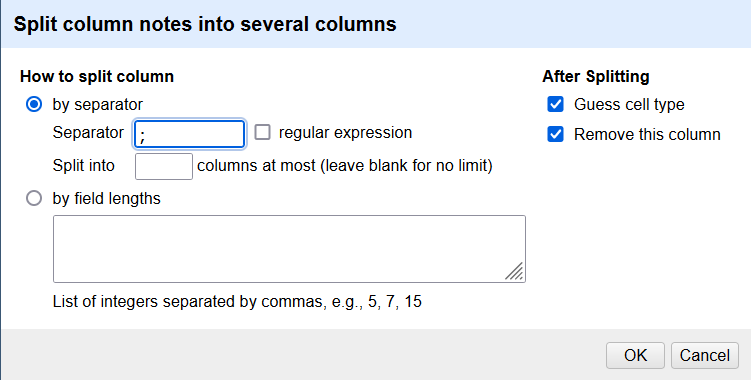 Split column notes into several columns
How to split column
by separator
Separator ; regular expression
Split into columns at most (leave blank for no limit)
by field lengths
List of integers separated by commas, e.g., 5, 7, 15
After Splitting
Guess cell type
Remove this column
OK Cancel